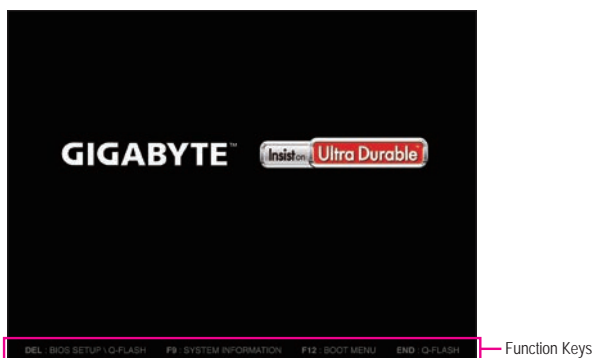 GIGABYTE™ Insist on Ultra Durable™
DEL : BIOS SETUP \ Q-FLASH F9 : SYSTEM INFORMATION F12 : BOOT MENU END : Q-FLASH
Function Keys